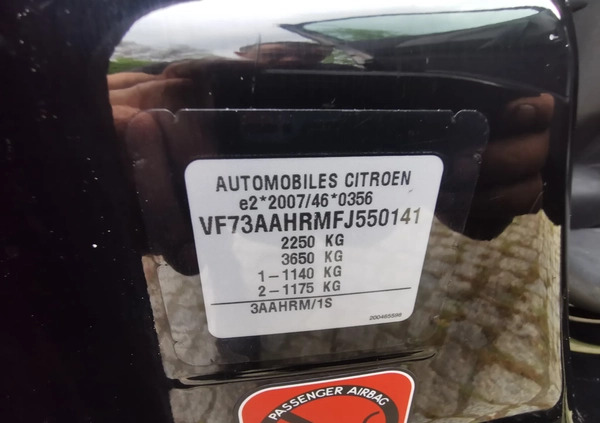 AUTOMOBILES CITROEN
e2*2007/46*0356
VF73AAHRMFJ550141
2250 KG
3650 KG
1-1140 KG
2-1175 KG
3AAHRM/1S
200465598
PASSENGER AIRBAG